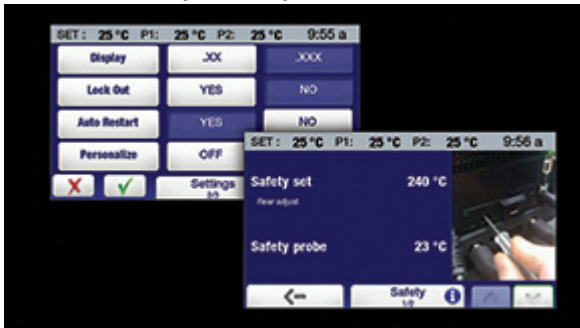 SET: 25 °C P1: 25 °C P2: 25 °C 9:55 a
Display .XX .XXX
Lock Out YES NO
Auto Restart YES NO
Personalize OFF
X ✓ Settings
SET: 25 °C P1: 25 °C P2: 25 °C 9:56 a
Safety set 240 °C
Rear adjust
Safety probe 23 °C
Safety i
1/2